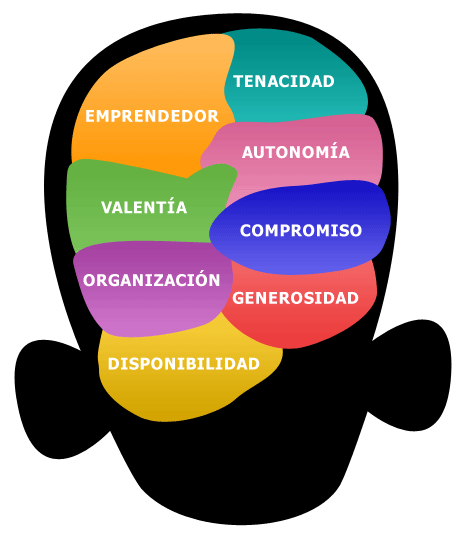 TENACIDAD
EMPRENDEDOR
AUTONOMÍA
VALENTÍA
COMPROMISO
ORGANIZACIÓN
GENEROSIDAD
DISPONIBILIDAD